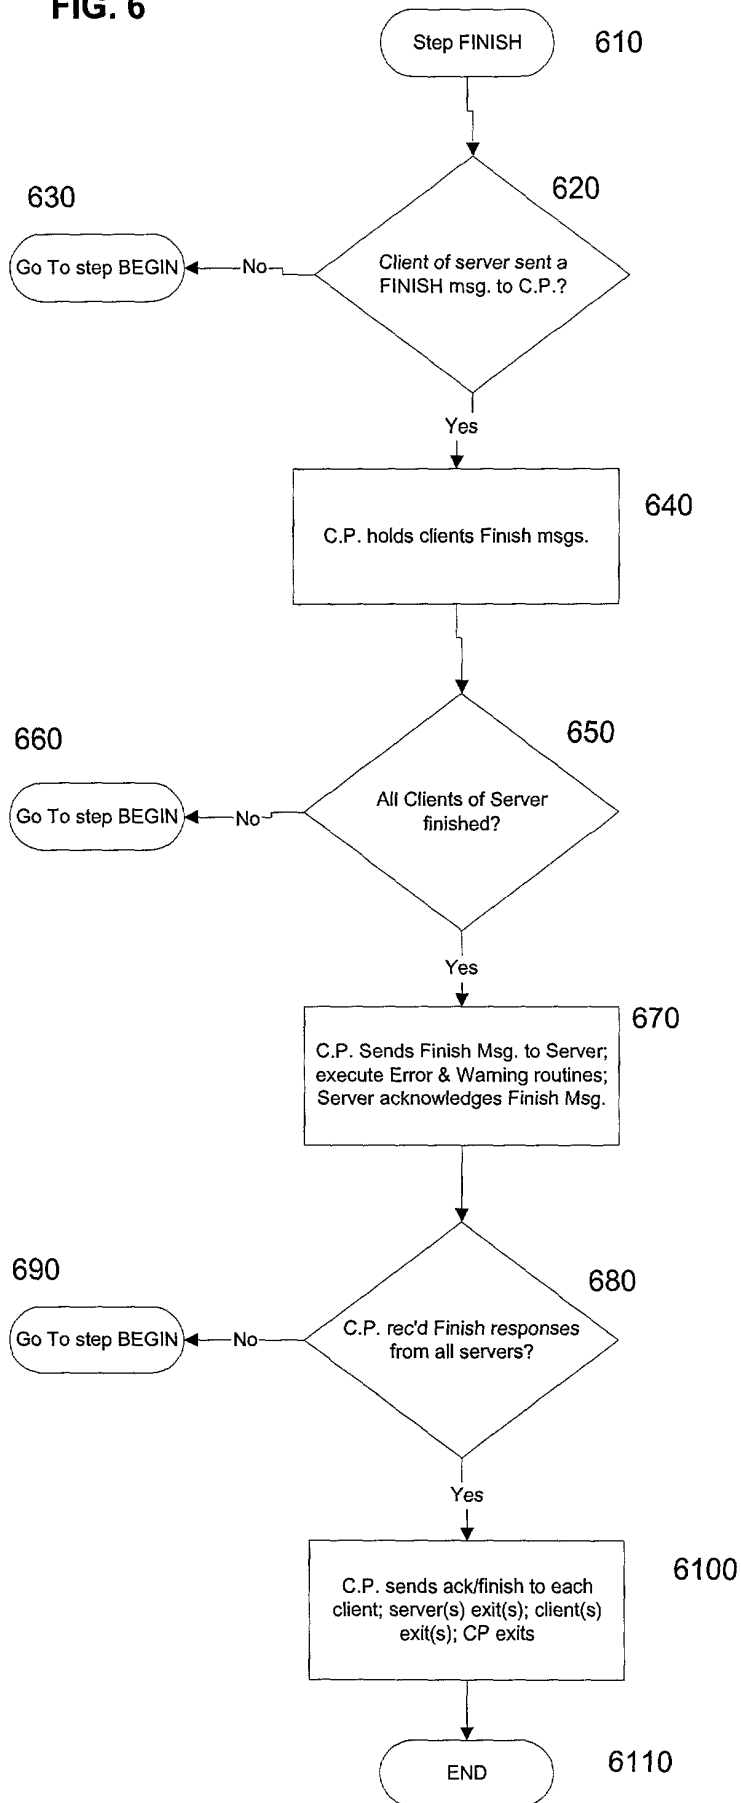 FIG. 6
Step FINISH
610
620
630
Client of server sent a
FINISH msg. to C.P.?
Go To step BEGIN
No
Yes
640
C.P. holds clients Finish msgs.
650
660
All Clients of Server
finished?
Go To step BEGIN
No
Yes
670
C.P. Sends Finish Msg. to Server;
execute Error & Warning routines;
Server acknowledges Finish Msg.
680
690
C.P. rec'd Finish responses
from all servers?
Go To step BEGIN
No
Yes
6100
C.P. sends ack/finish to each
client; server(s) exit(s); client(s)
exit(s); CP exits
END
6110